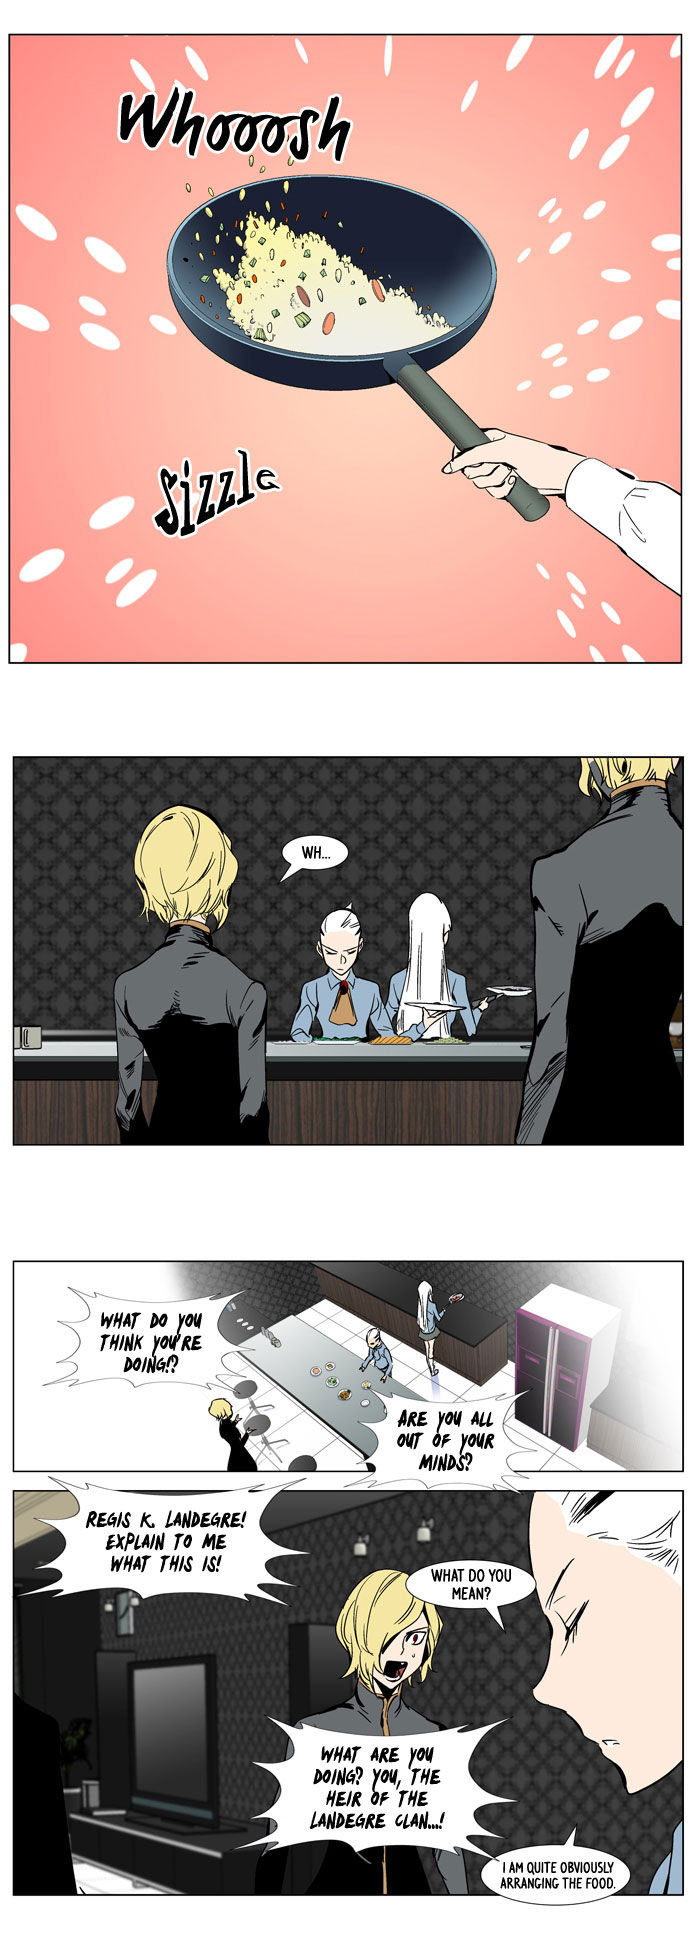 Whooosh
Sizzle
WH...
WHAT DO YOU
THINK YOU'RE
DOING!?
ARE YOU ALL
OUT OF YOUR
MINDS?
REGIS K. LANDEGRE!
EXPLAIN TO ME
WHAT THIS IS!
WHAT DO YOU
MEAN?
WHAT ARE YOU
DOING? YOU, THE
HEIR OF THE
LANDEGRE CLAN...!
I AM QUITE OBVIOUSLY
ARRANGING THE FOOD.